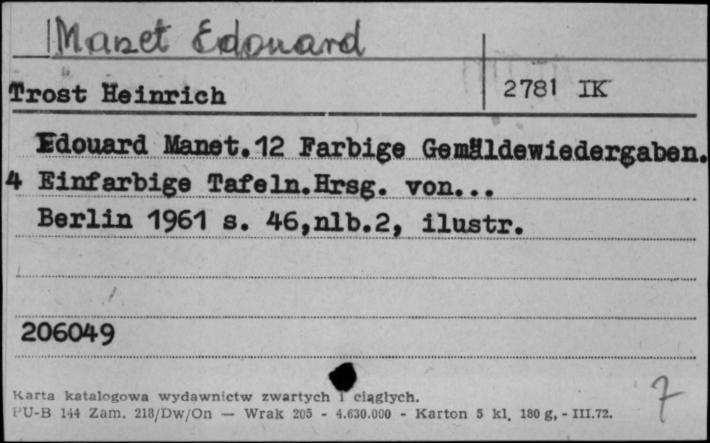 Manet Edouard
Trost Heinrich
2781 IK
Edouard Manet.12 Farbige Gemäldewiedergaben.
4 Einfarbige Tafeln.Hrsg. von...
Berlin 1961 s. 46,nlb.2, ilustr.
206049
Karta katalogowa wydawnictw zwartych i ciągłych.
PU-B 144 Zam. 218/Dw/On — Wrak 205 - 4.630.000 - Karton 5 kl, 180 g, - III.72.
7